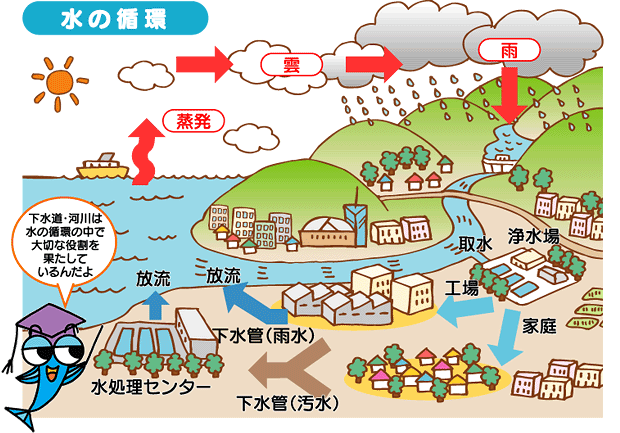 水の循環
雲
雨
蒸発
下水道・河川は
水の循環の中で
大切な役割を
果たして
いるんだよ
取水
浄水場
放流
放流
工場
家庭
下水管(雨水)
水処理センター
下水管(汚水)